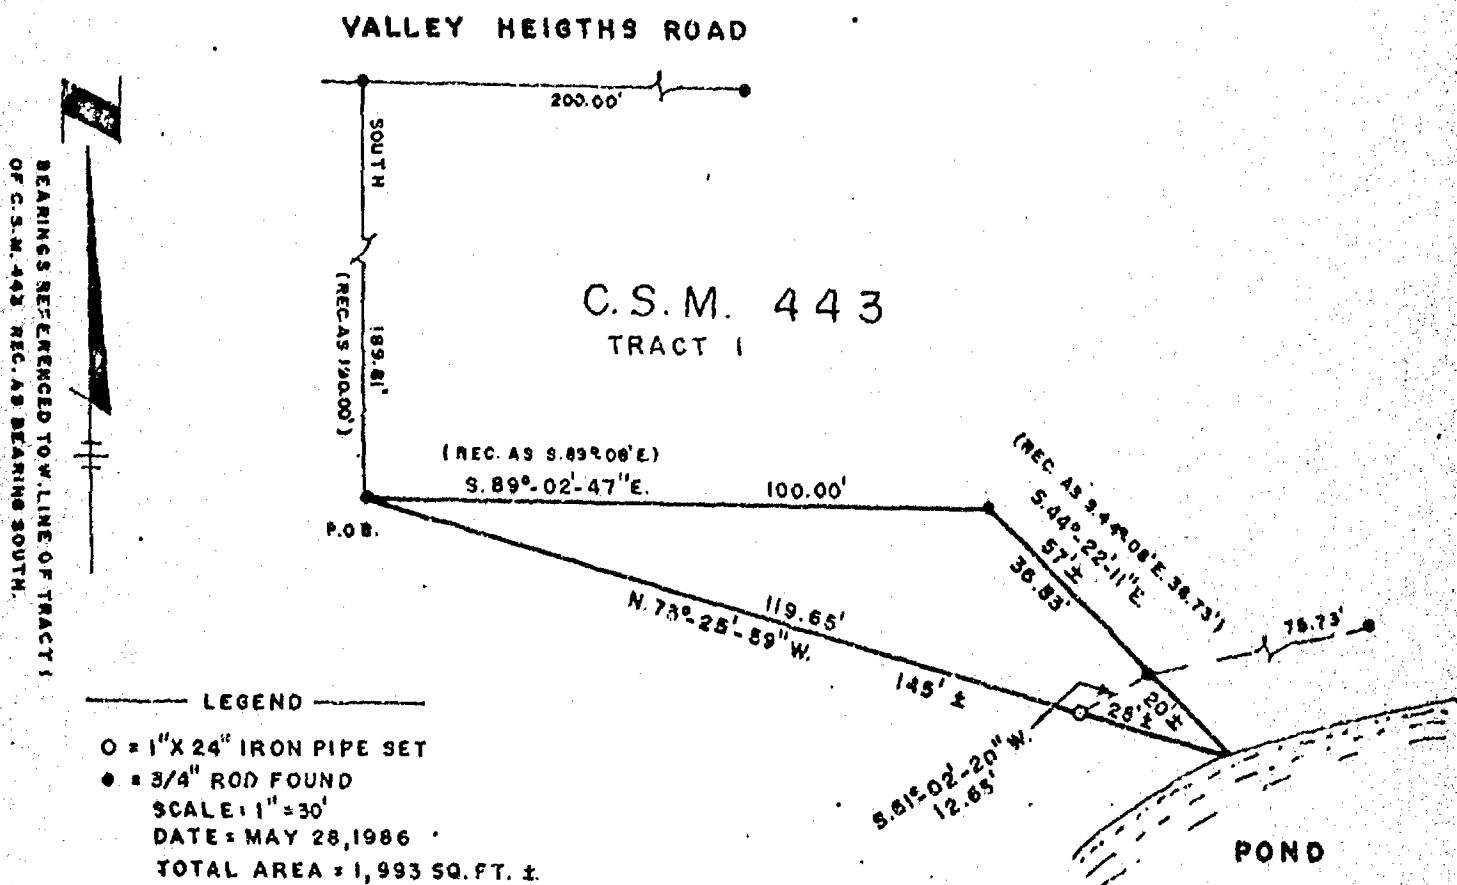 VALLEY HEIGTHS ROAD
200.00'
SOUTH
189.81'
(REC. AS 190.00')
BEARINGS REFERENCED TO W. LINE OF TRACT 1
OF C.S.M. 443 REC. AS BEARING SOUTH.
C.S.M. 443
TRACT 1
(REC. AS S.89°08'E.)
S.89°-02'-47"E.
100.00'
P.O.B.
(REC. AS S.44°08'E. 36.73')
S.44°-22'-11"E.
57'±
36.83'
75.73'
119.65'
N.73°-25'-59"W.
145'±
20'±
25'±
S.61°-02'-20"W.
12.65'
POND
LEGEND
O = 1"X 24" IRON PIPE SET
● = 3/4" ROD FOUND
SCALE: 1" = 30'
DATE: MAY 28, 1986
TOTAL AREA = 1,993 SQ. FT. ±